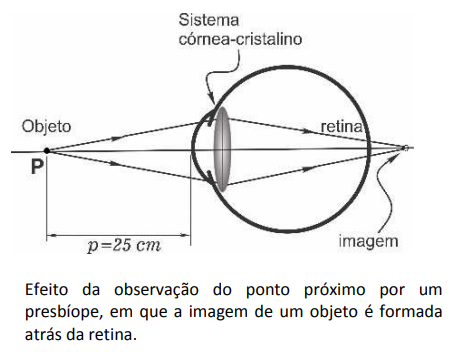 Sistema
córnea-cristalino
Objeto
retina
P
imagem
p=25 cm
Efeito da observação do ponto próximo por um
presbíope, em que a imagem de um objeto é formada
atrás da retina.